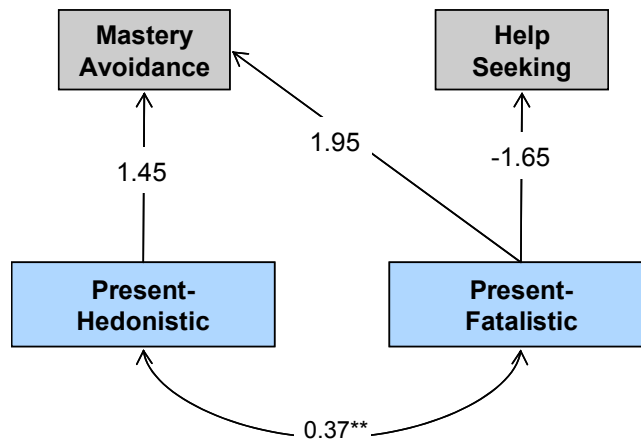 Mastery
Avoidance
Help
Seeking
1.45
1.95
-1.65
Present-
Hedonistic
Present-
Fatalistic
0.37**